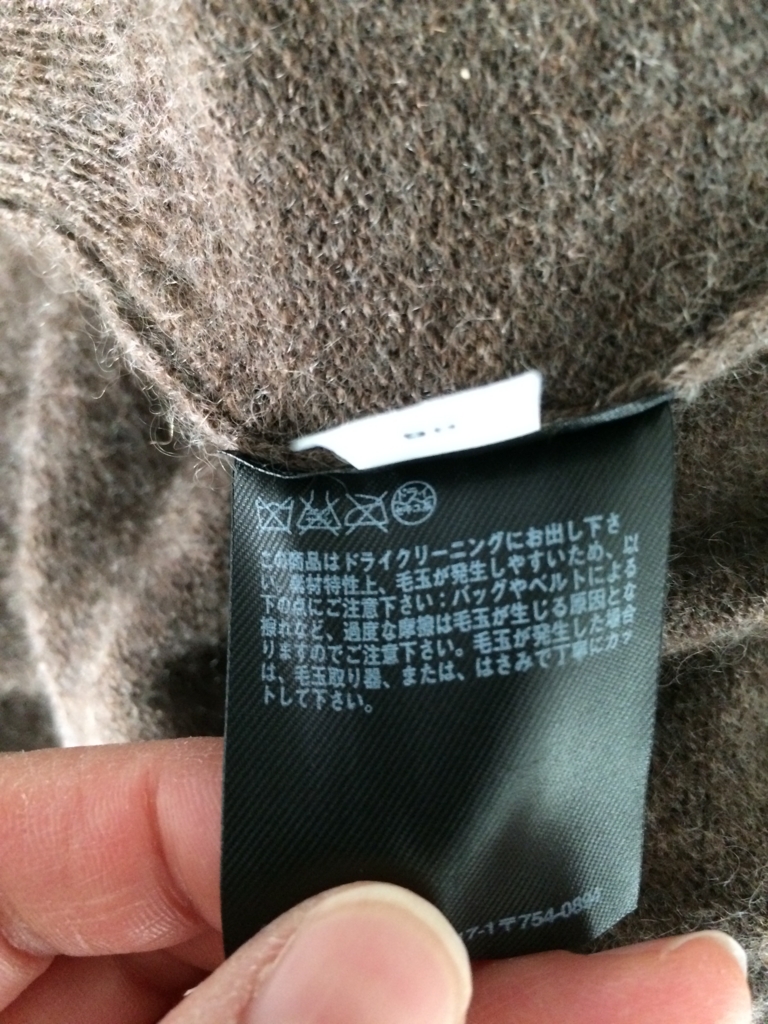 ドライ
この商品はドライクリーニングにお出し下さ
い。素材特性上、毛玉が発生しやすいため、以
下の点にご注意下さい:バッグやベルトによる
擦れなど、過度な摩擦は毛玉が生じる原因とな
りますのでご注意下さい。毛玉が発生した場合
は、毛玉取り器、または、はさみで丁寧にカッ
トして下さい。
7-1〒754-0894